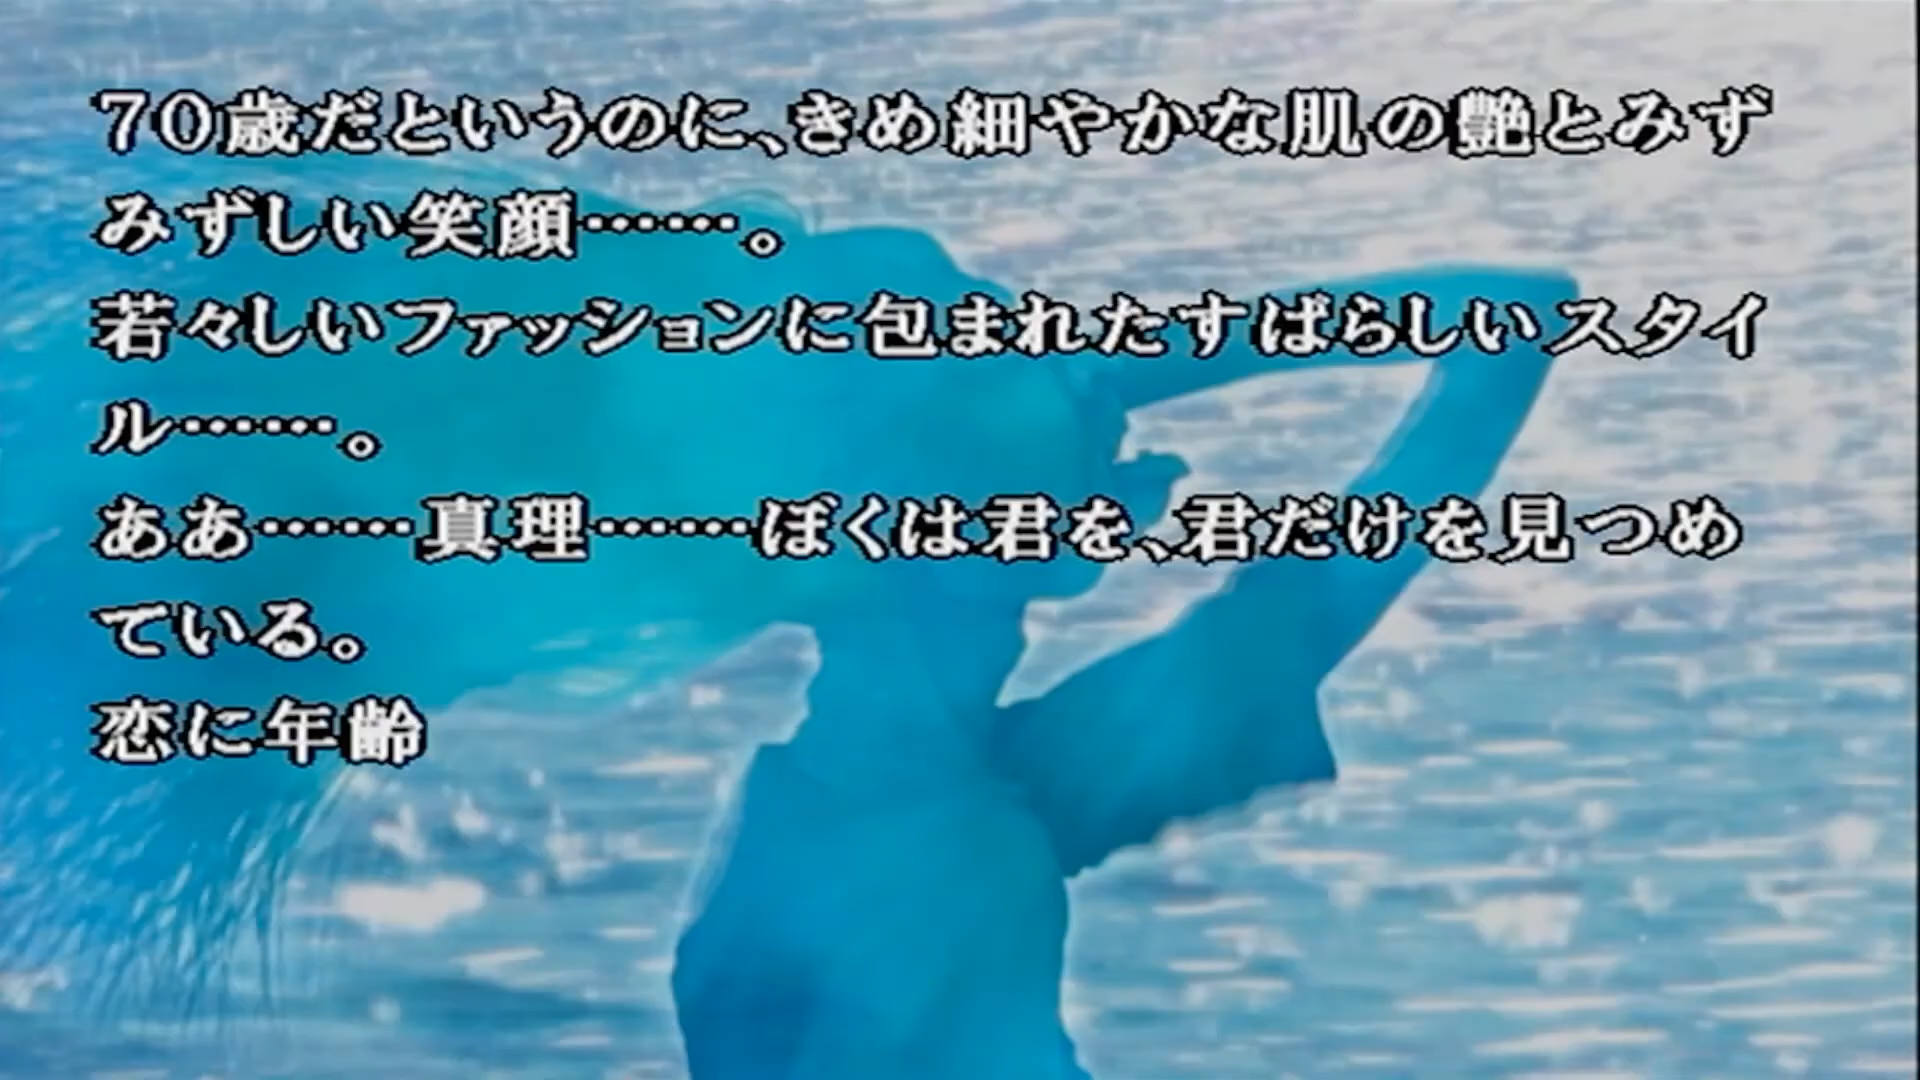 ７０歳だというのに、きめ細やかな肌の艶とみず
みずしい笑顔……。
若々しいファッションに包まれたすばらしいスタイ
ル……。
ああ……真理……ぼくは君を、君だけを見つめ
ている。
恋に年齢